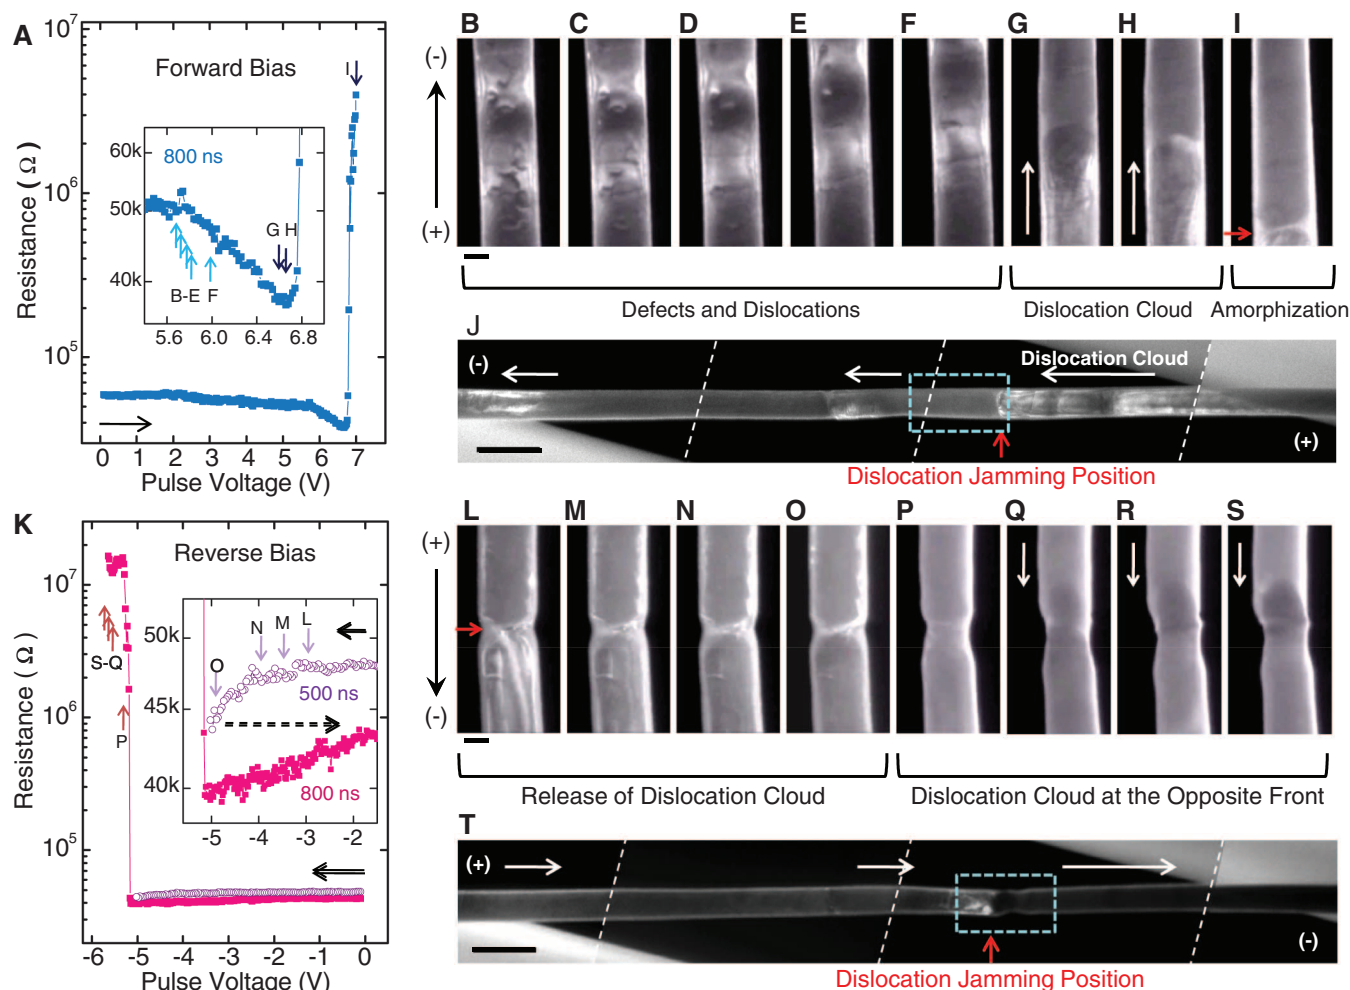 A
Resistance ( Ω )
10⁷
10⁶
10⁵
Forward Bias
I
800 ns
60k
50k
40k
G H
B-E F
5.6 6.0 6.4 6.8
0 1 2 3 4 5 6 7
Pulse Voltage (V)
B C D E F G H I
(-)
(+)
Defects and Dislocations
Dislocation Cloud
Amorphization
J
(-)
Dislocation Cloud
(+)
Dislocation Jamming Position
K
Resistance ( Ω )
10⁷
10⁶
10⁵
Reverse Bias
S-Q
P
50k
45k
40k
O N M L
500 ns
800 ns
-5 -4 -3 -2
-6 -5 -4 -3 -2 -1 0
Pulse Voltage (V)
L M N O P Q R S
(+)
(-)
Release of Dislocation Cloud
Dislocation Cloud at the Opposite Front
T
(+)
(-)
Dislocation Jamming Position